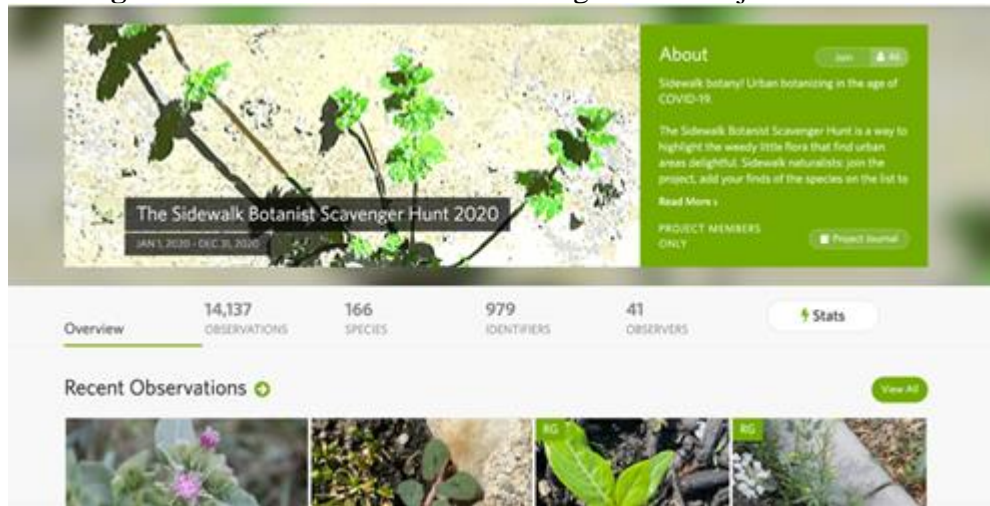 About
Join
Sidewalk botany! Urban botanizing in the age of
COVID-19
The Sidewalk Botanist Scavenger Hunt is a way to
highlight the weedy little flora that find urban
areas delightful. Sidewalk naturalists: join the
project, add your finds of the species on the list to
Read More ›
PROJECT MEMBERS
ONLY
Project Journal
The Sidewalk Botanist Scavenger Hunt 2020
JAN 1, 2020 - DEC 31, 2020
Overview
14,137
OBSERVATIONS
166
SPECIES
979
IDENTIFIERS
41
OBSERVERS
Stats
Recent Observations
View All
RG
RG